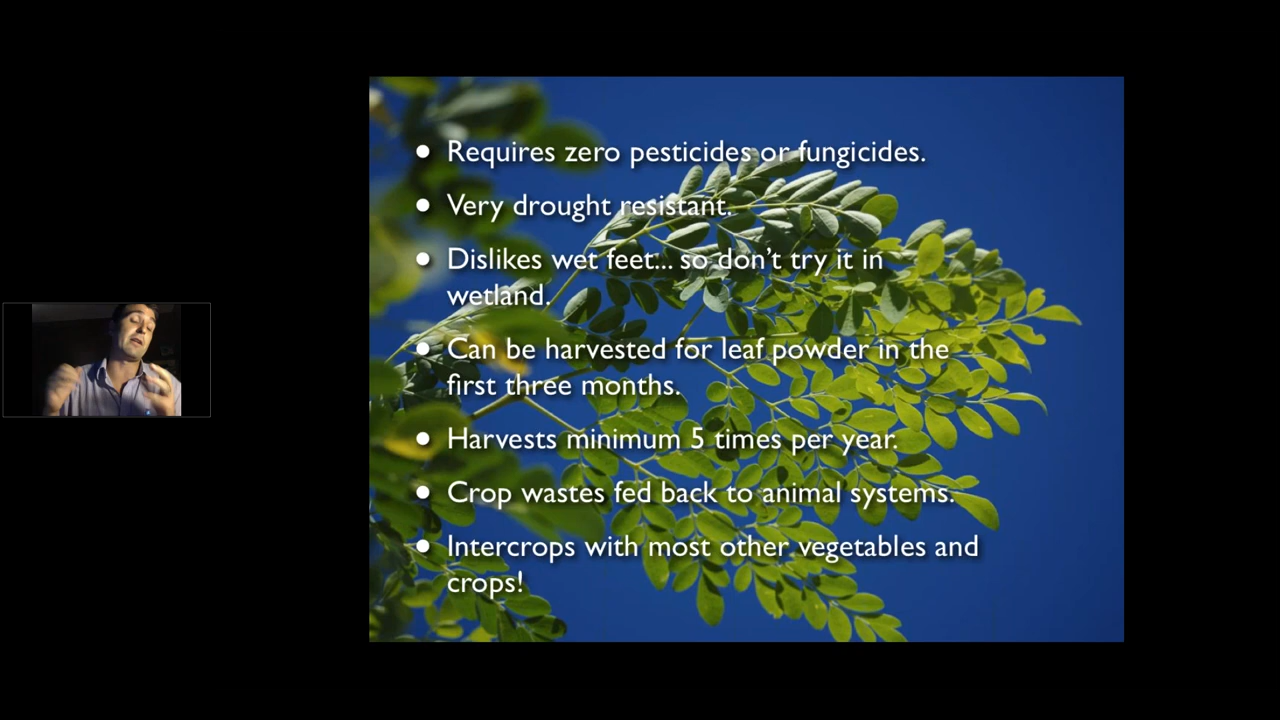 • Requires zero pesticides or fungicides.
• Very drought resistant.
• Dislikes wet feet... so don’t try it in
wetland.
• Can be harvested for leaf powder in the
first three months.
• Harvests minimum 5 times per year.
• Crop wastes fed back to animal systems.
• Intercrops with most other vegetables and
crops!